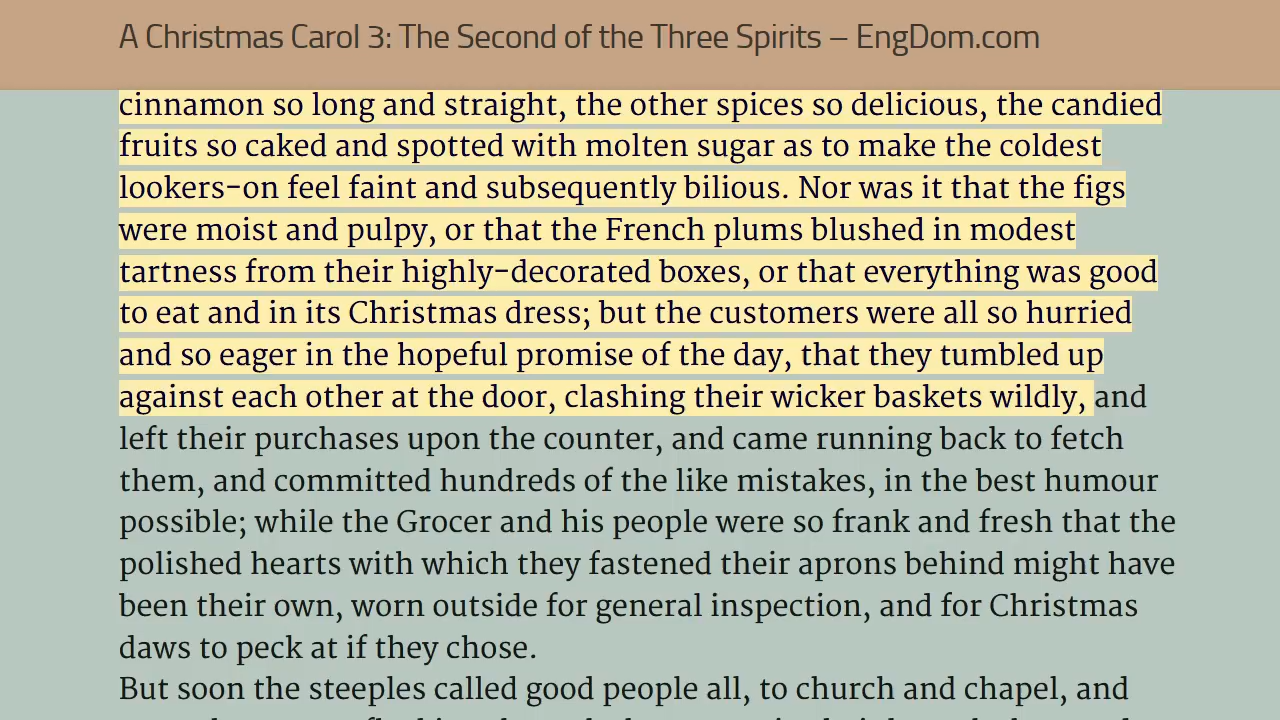 A Christmas Carol 3: The Second of the Three Spirits – EngDom.com
cinnamon so long and straight, the other spices so delicious, the candied
fruits so caked and spotted with molten sugar as to make the coldest
lookers-on feel faint and subsequently bilious. Nor was it that the figs
were moist and pulpy, or that the French plums blushed in modest
tartness from their highly-decorated boxes, or that everything was good
to eat and in its Christmas dress; but the customers were all so hurried
and so eager in the hopeful promise of the day, that they tumbled up
against each other at the door, clashing their wicker baskets wildly, and
left their purchases upon the counter, and came running back to fetch
them, and committed hundreds of the like mistakes, in the best humour
possible; while the Grocer and his people were so frank and fresh that the
polished hearts with which they fastened their aprons behind might have
been their own, worn outside for general inspection, and for Christmas
daws to peck at if they chose.
But soon the steeples called good people all, to church and chapel, and